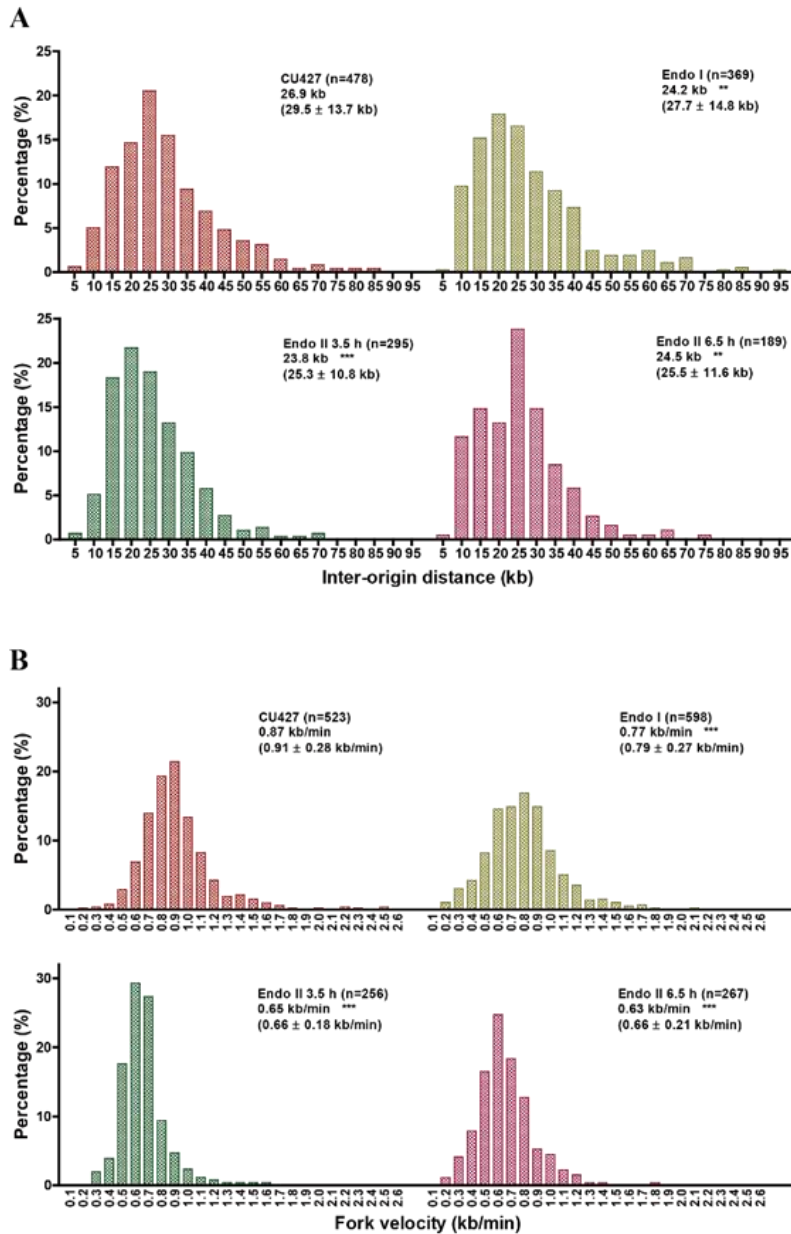 A
Percentage (%)
25
20
15
10
5
0
CU427 (n=478)
26.9 kb
(29.5 ± 13.7 kb)
5 10 15 20 25 30 35 40 45 50 55 60 65 70 75 80 85 90 95
Endo I (n=369)
24.2 kb **
(27.7 ± 14.8 kb)
5 10 15 20 25 30 35 40 45 50 55 60 65 70 75 80 85 90 95
Percentage (%)
25
20
15
10
5
0
Endo II 3.5 h (n=295)
23.8 kb ***
(25.3 ± 10.8 kb)
5 10 15 20 25 30 35 40 45 50 55 60 65 70 75 80 85 90 95
Endo II 6.5 h (n=189)
24.5 kb **
(25.5 ± 11.6 kb)
5 10 15 20 25 30 35 40 45 50 55 60 65 70 75 80 85 90 95
Inter-origin distance (kb)
B
Percentage (%)
30
20
10
0
CU427 (n=523)
0.87 kb/min
(0.91 ± 0.28 kb/min)
0.1 0.2 0.3 0.4 0.5 0.6 0.7 0.8 0.9 1.0 1.1 1.2 1.3 1.4 1.5 1.6 1.7 1.8 1.9 2.0 2.1 2.2 2.3 2.4 2.5 2.6
Endo I (n=598)
0.77 kb/min ***
(0.79 ± 0.27 kb/min)
0.1 0.2 0.3 0.4 0.5 0.6 0.7 0.8 0.9 1.0 1.1 1.2 1.3 1.4 1.5 1.6 1.7 1.8 1.9 2.0 2.1 2.2 2.3 2.4 2.5 2.6
Percentage (%)
30
20
10
0
Endo II 3.5 h (n=256)
0.65 kb/min ***
(0.66 ± 0.18 kb/min)
0.1 0.2 0.3 0.4 0.5 0.6 0.7 0.8 0.9 1.0 1.1 1.2 1.3 1.4 1.5 1.6 1.7 1.8 1.9 2.0 2.1 2.2 2.3 2.4 2.5 2.6
Endo II 6.5 h (n=267)
0.63 kb/min ***
(0.66 ± 0.21 kb/min)
0.1 0.2 0.3 0.4 0.5 0.6 0.7 0.8 0.9 1.0 1.1 1.2 1.3 1.4 1.5 1.6 1.7 1.8 1.9 2.0 2.1 2.2 2.3 2.4 2.5 2.6
Fork velocity (kb/min)